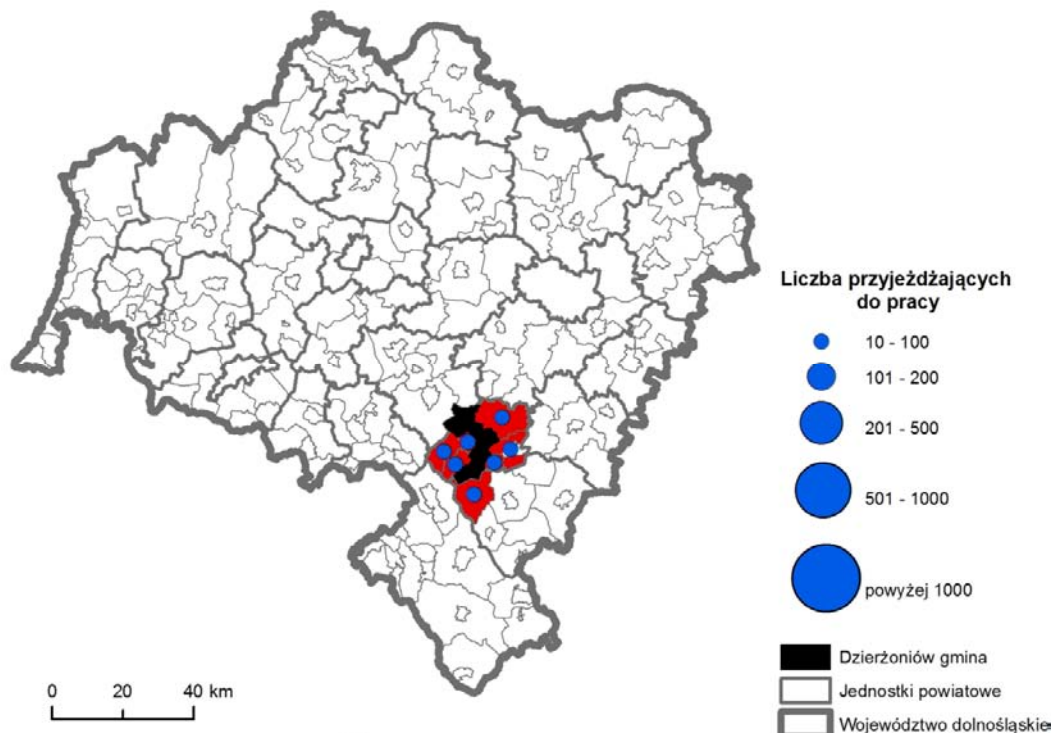 Liczba przyjeżdżających
do pracy
10 - 100
101 - 200
201 - 500
501 - 1000
powyżej 1000
Dzierżoniów gmina
Jednostki powiatowe
Województwo dolnośląskie
0 20 40 km